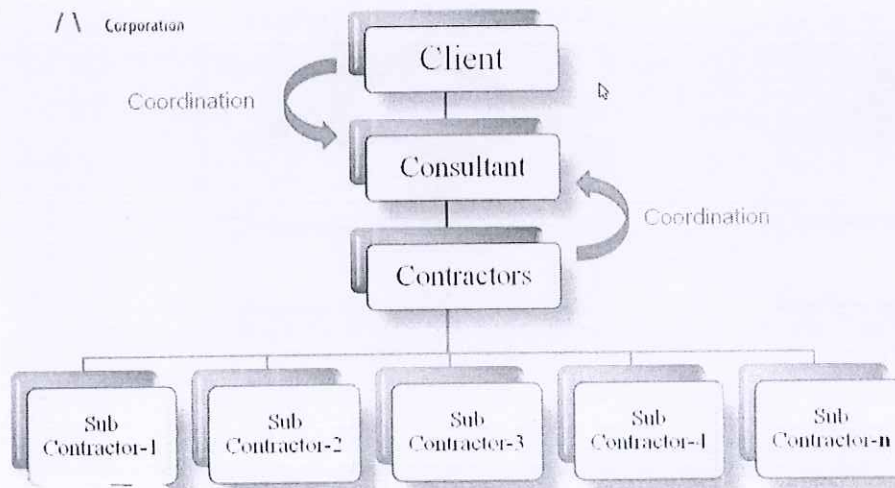 / \ Corporation
Client
Coordination
Consultant
Coordination
Contractors
Sub
Contractor-1
Sub
Contractor-2
Sub
Contractor-3
Sub
Contractor-4
Sub
Contractor-n